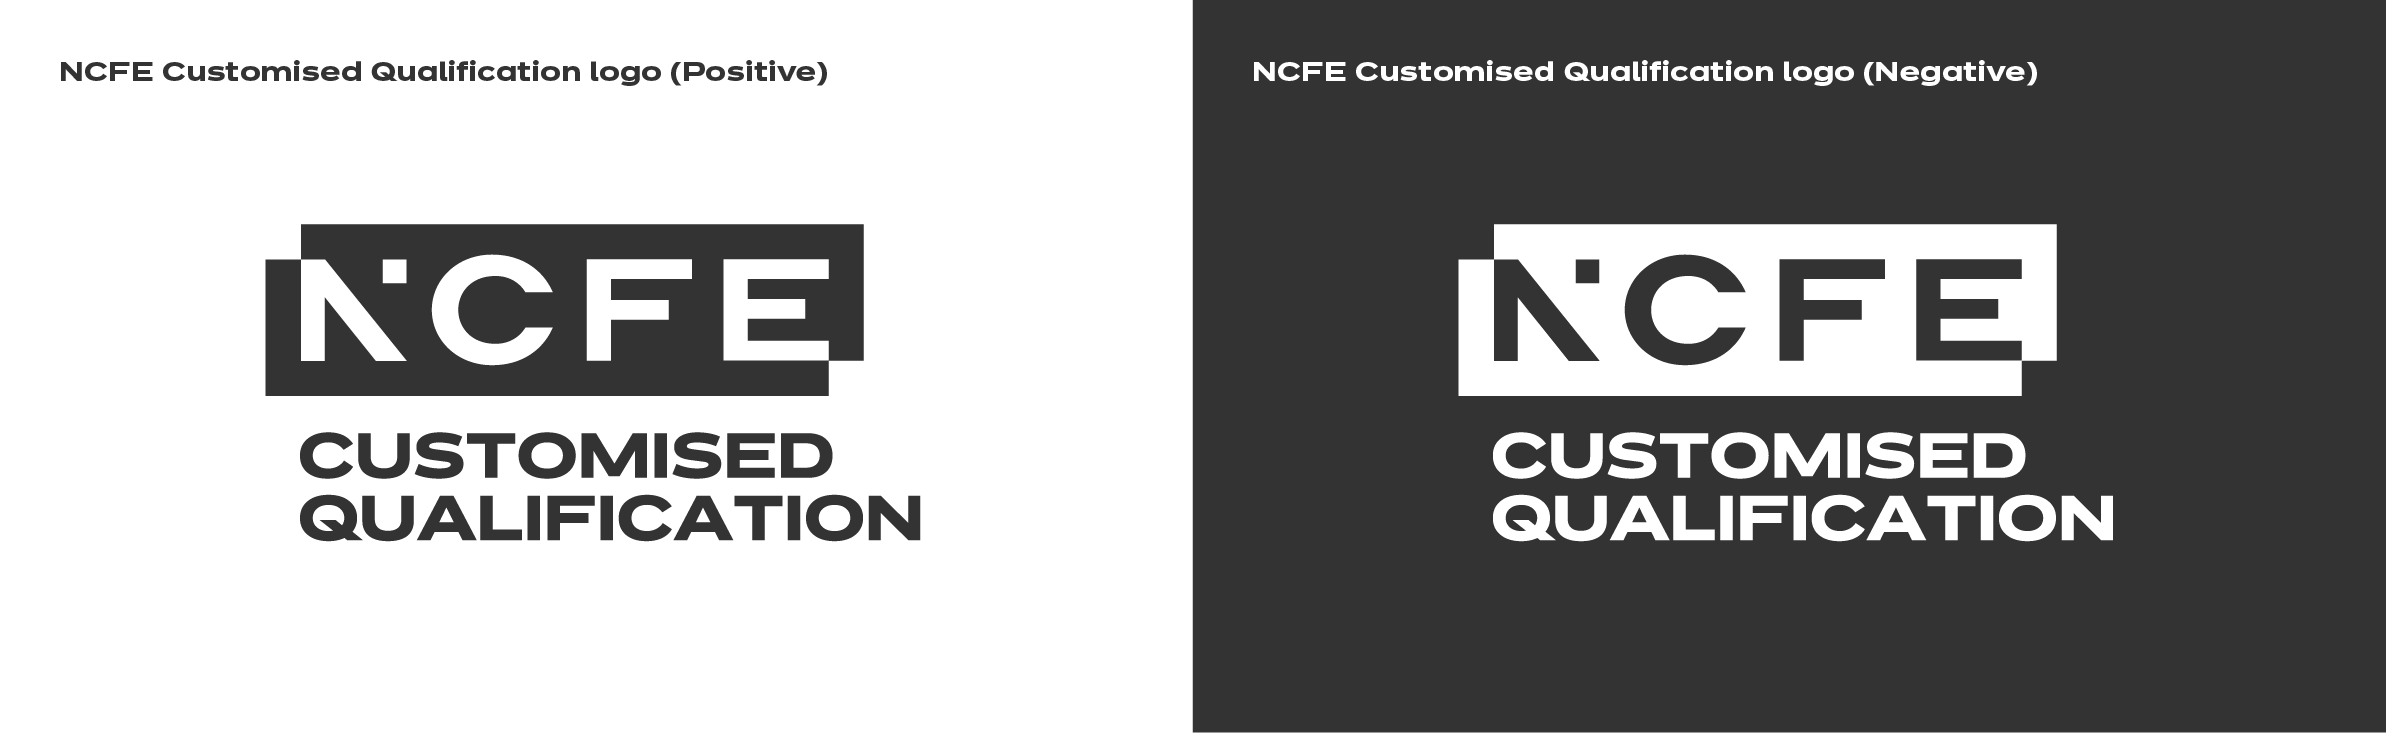 NCFE Customised Qualification logo (Positive)
NCFE
CUSTOMISED
QUALIFICATION
NCFE Customised Qualification logo (Negative)
NCFE
CUSTOMISED
QUALIFICATION